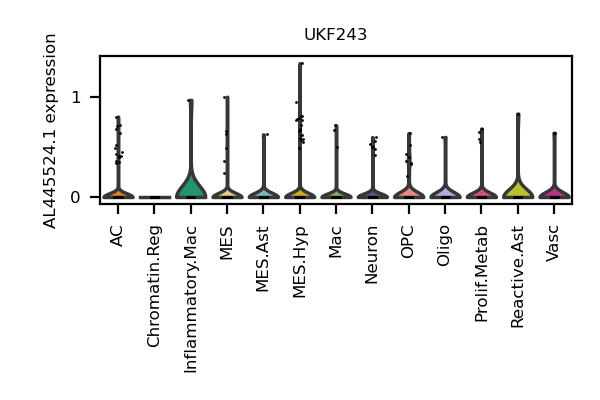 UKF243
AL445524.1 expression
1
0
AC
Chromatin.Reg
Inflammatory.Mac
MES
MES.Ast
MES.Hyp
Mac
Neuron
OPC
Oligo
Prolif.Metab
Reactive.Ast
Vasc